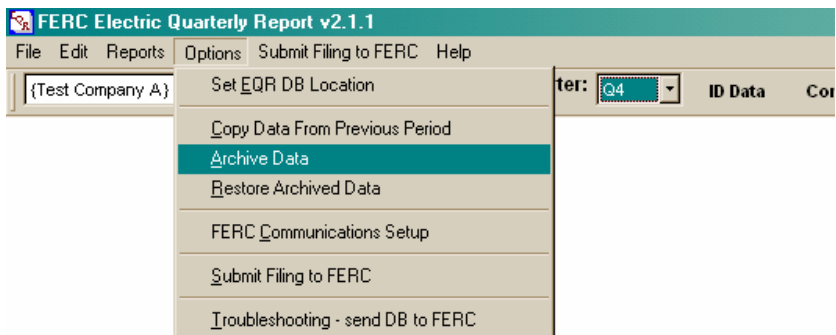 FERC Electric Quarterly Report v2.1.1
File Edit Reports Options Submit Filing to FERC Help
{Test Company A} ter: Q4 ID Data Cor
Set EQR DB Location
Copy Data From Previous Period
Archive Data
Restore Archived Data
FERC Communications Setup
Submit Filing to FERC
Troubleshooting - send DB to FERC